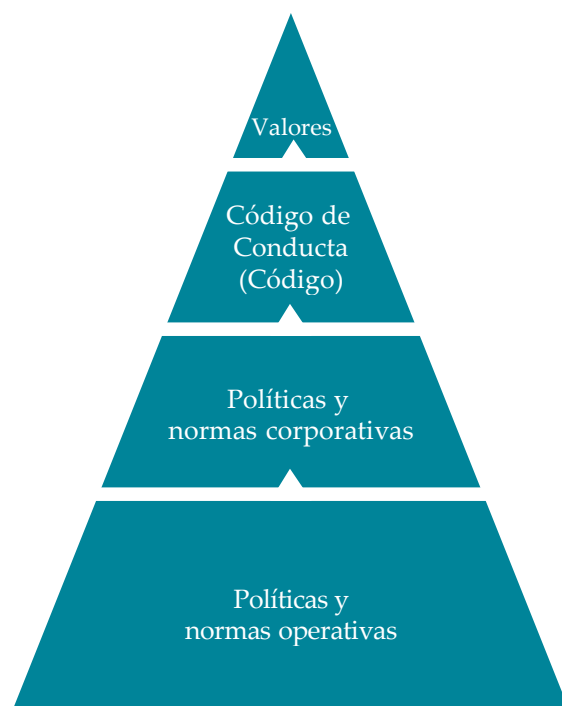 Valores
Código de
Conducta
(Código)
Políticas y
normas corporativas
Políticas y
normas operativas